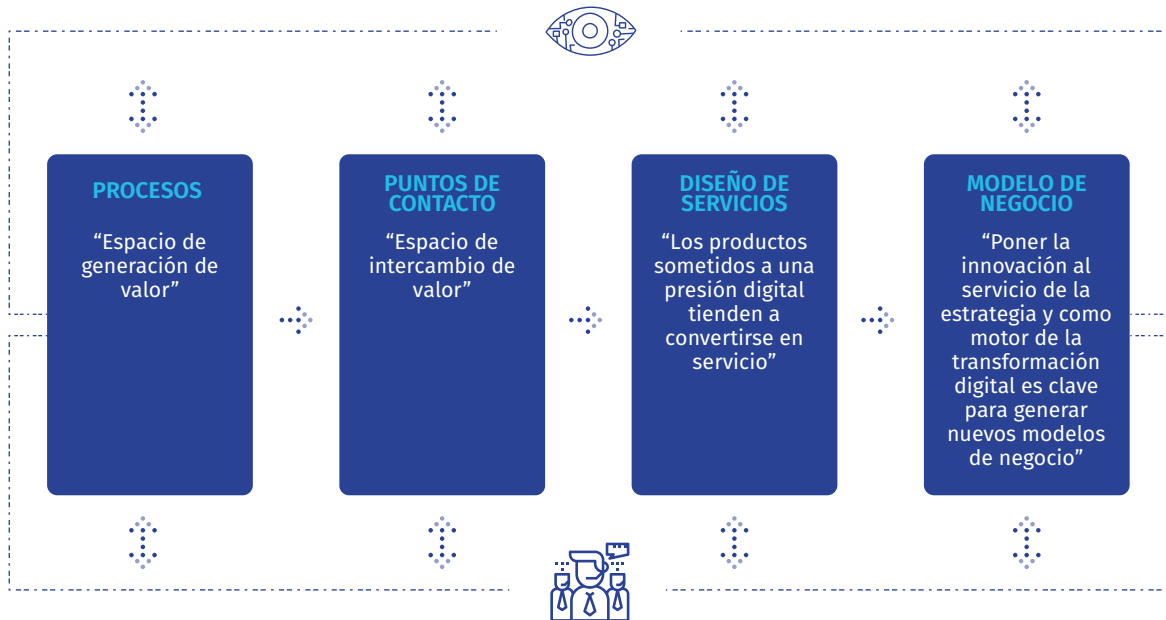 PROCESOS
“Espacio de
generación de
valor”
PUNTOS DE
CONTACTO
“Espacio de
intercambio de
valor”
DISEÑO DE
SERVICIOS
“Los productos
sometidos a una
presión digital
tienden a
convertirse en
servicio”
MODELO DE
NEGOCIO
“Poner la
innovación al
servicio de la
estrategia y como
motor de la
transformación
digital es clave
para generar
nuevos modelos
de negocio”